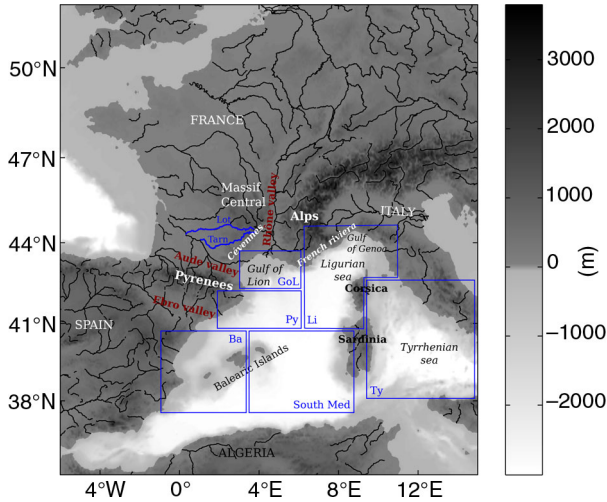 50°N
47°N
44°N
41°N
38°N
4°W
0°
4°E
8°E
12°E
FRANCE
Massif
Central
Rhône valley
Alps
ITALY
Lot
Tarn
Cévennes
French riviera
Gulf of
Genoa
Aude valley
Gulf of
Lion
GoL
Ligurian
sea
Pyrenees
Corsica
Ebro valley
SPAIN
Py
Li
Ba
Sardinia
Balearic Islands
Tyrrhenian
sea
South Med
Ty
ALGERIA
3000
2000
1000
0
−1000
−2000
(m)